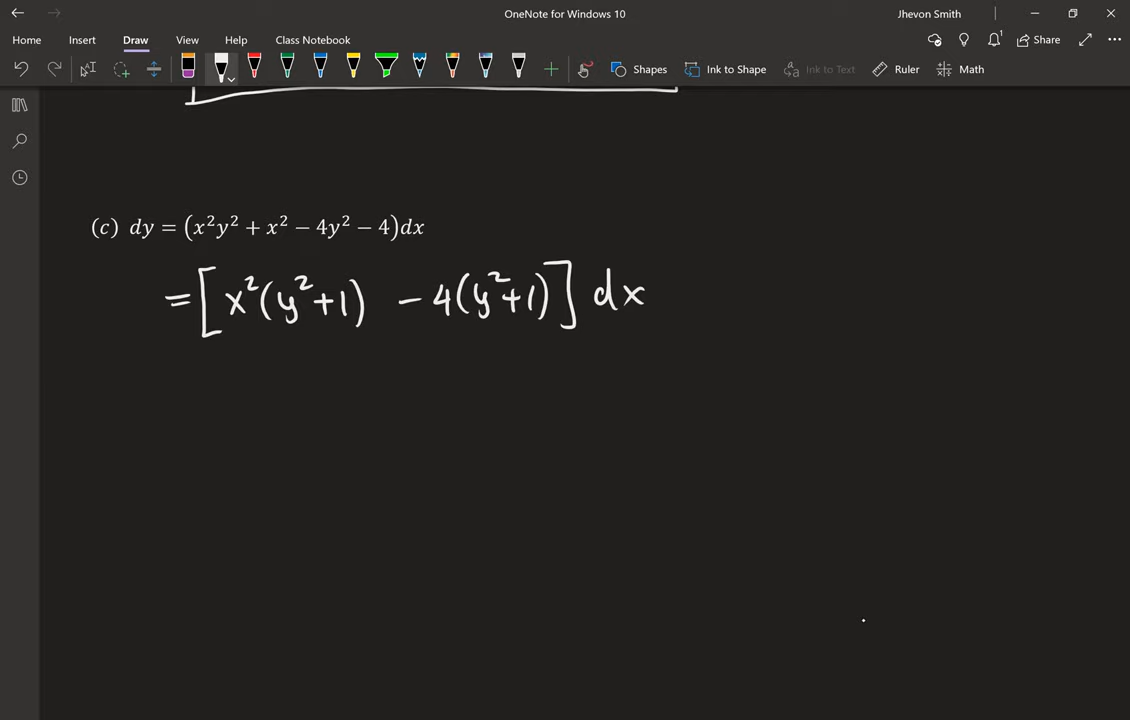 OneNote for Windows 10
Jhevon Smith
Home Insert Draw View Help Class Notebook
1 Share
Shapes Ink to Shape Ink to Text Ruler Math
(c) dy = (x²y² + x² − 4y² − 4)dx
= [x²(y²+1) − 4(y²+1)] dx